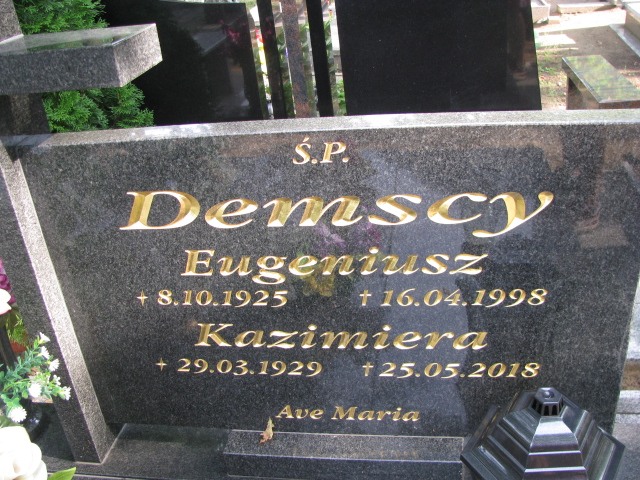 Ś.P.
Demscy
Eugeniusz
+ 8.10.1925 † 16.04.1998
Kazimiera
+ 29.03.1929 † 25.05.2018
Ave Maria